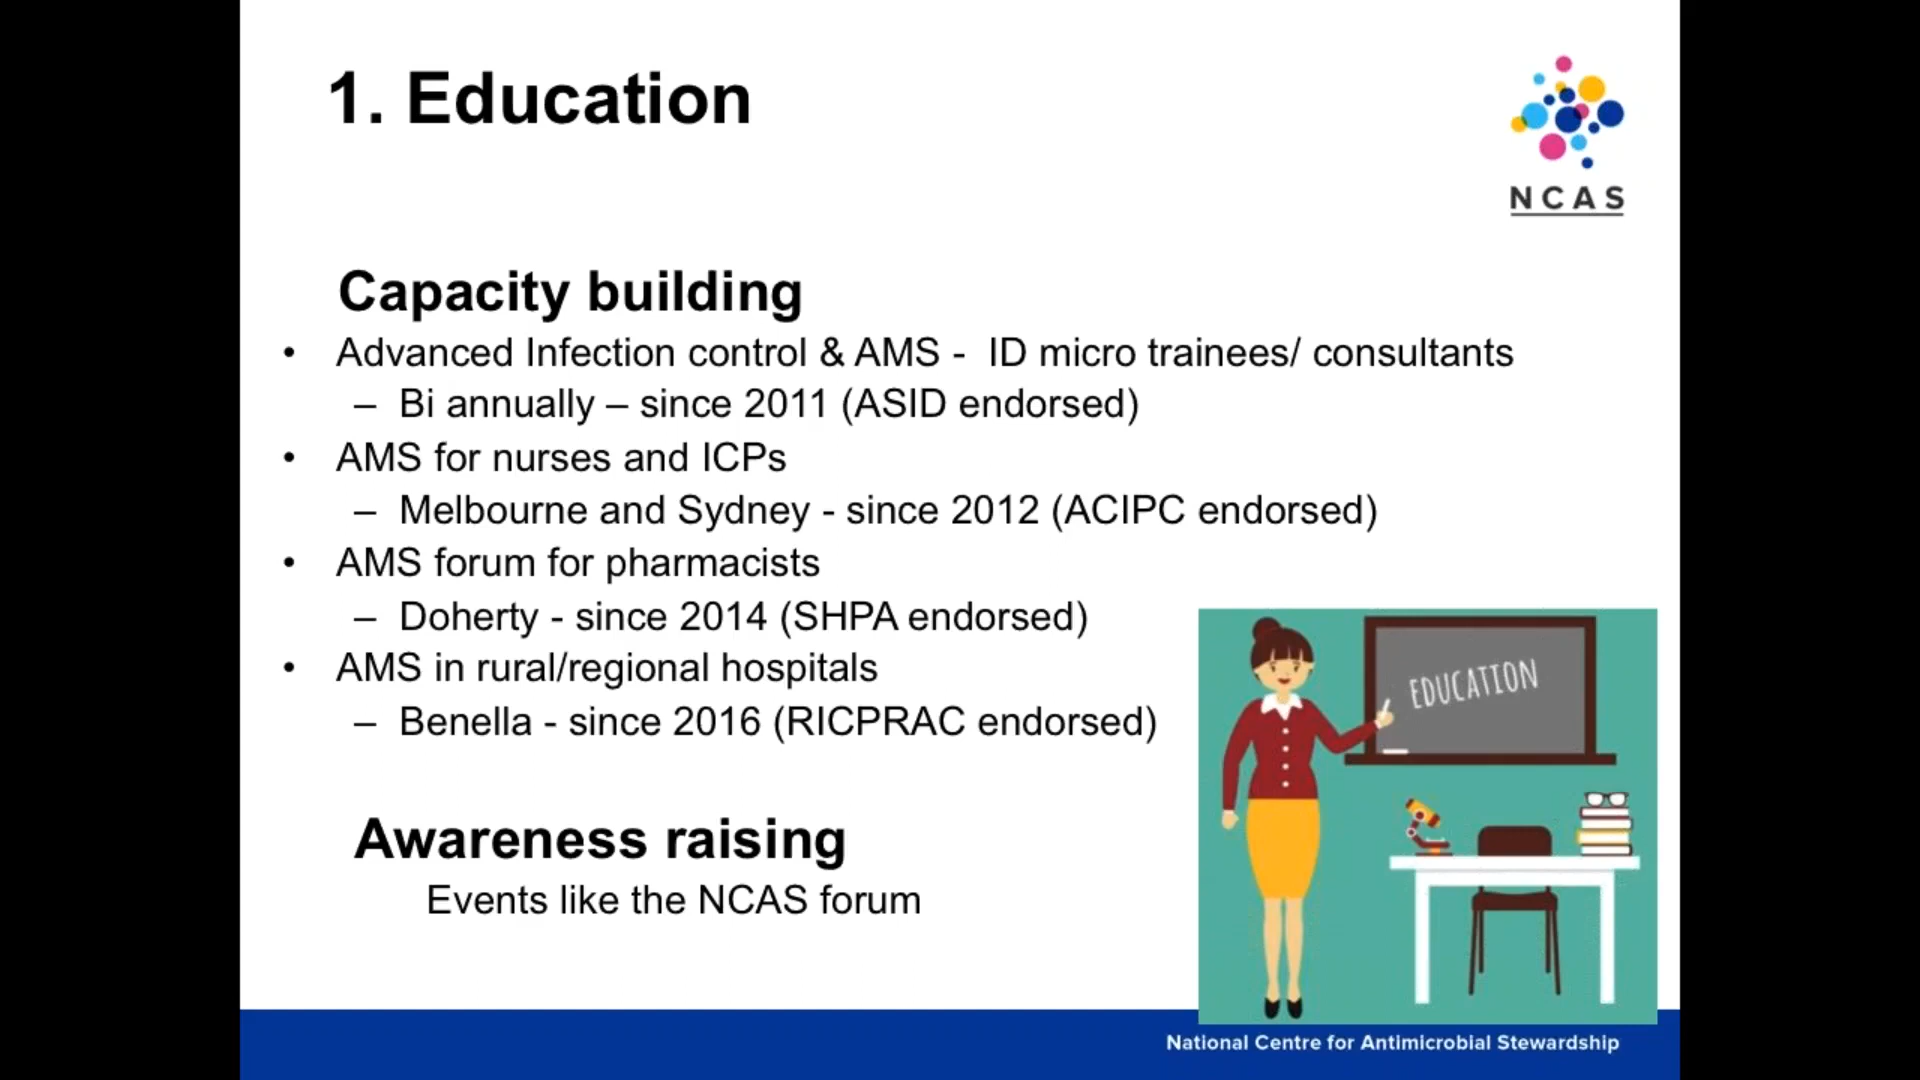 1. Education
NCAS
Capacity building
• Advanced Infection control & AMS - ID micro trainees/ consultants
– Bi annually – since 2011 (ASID endorsed)
• AMS for nurses and ICPs
– Melbourne and Sydney - since 2012 (ACIPC endorsed)
• AMS forum for pharmacists
– Doherty - since 2014 (SHPA endorsed)
• AMS in rural/regional hospitals
– Benella - since 2016 (RICPRAC endorsed)
EDUCATION
Awareness raising
Events like the NCAS forum
National Centre for Antimicrobial Stewardship